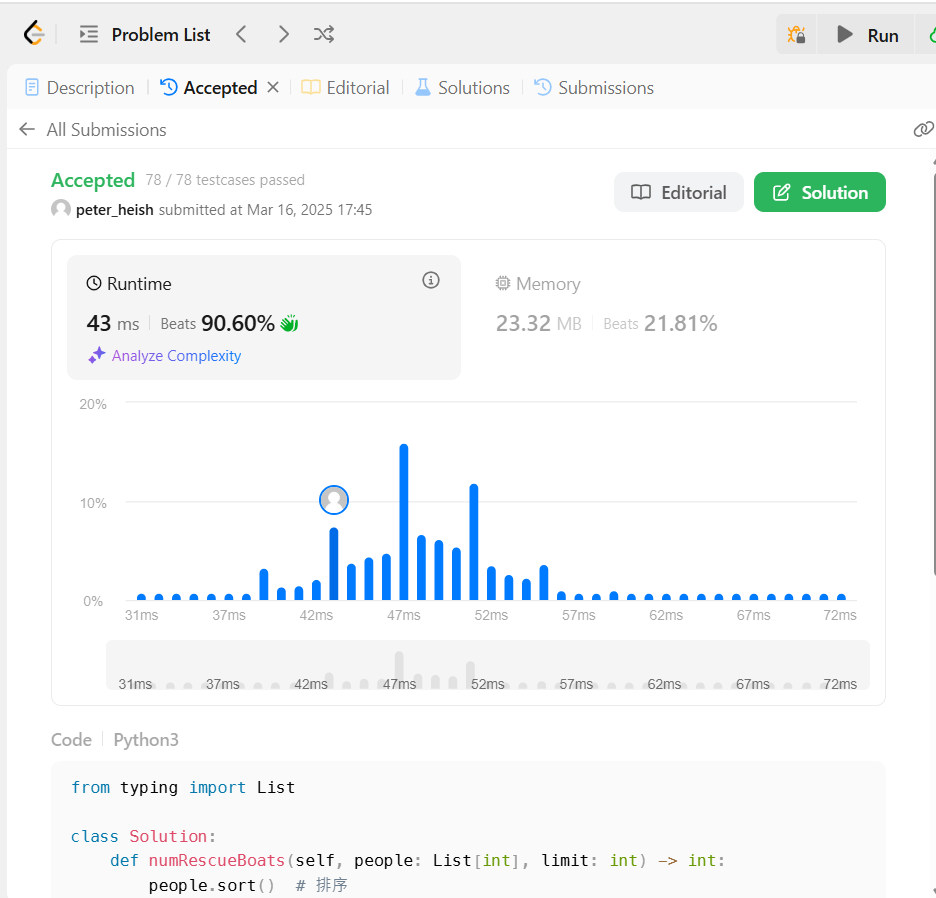 Problem List Run
Description Accepted Editorial Solutions Submissions
All Submissions
Accepted 78 / 78 testcases passed
peter_heish submitted at Mar 16, 2025 17:45
Editorial Solution
Runtime
43 ms Beats 90.60%
Analyze Complexity
Memory
23.32 MB Beats 21.81%
20%
10%
0%
31ms 37ms 42ms 47ms 52ms 57ms 62ms 67ms 72ms
31ms 37ms 42ms 47ms 52ms 57ms 62ms 67ms 72ms
Code Python3
from typing import List
class Solution:
def numRescueBoats(self, people: List[int], limit: int) -> int:
people.sort()  # 排序